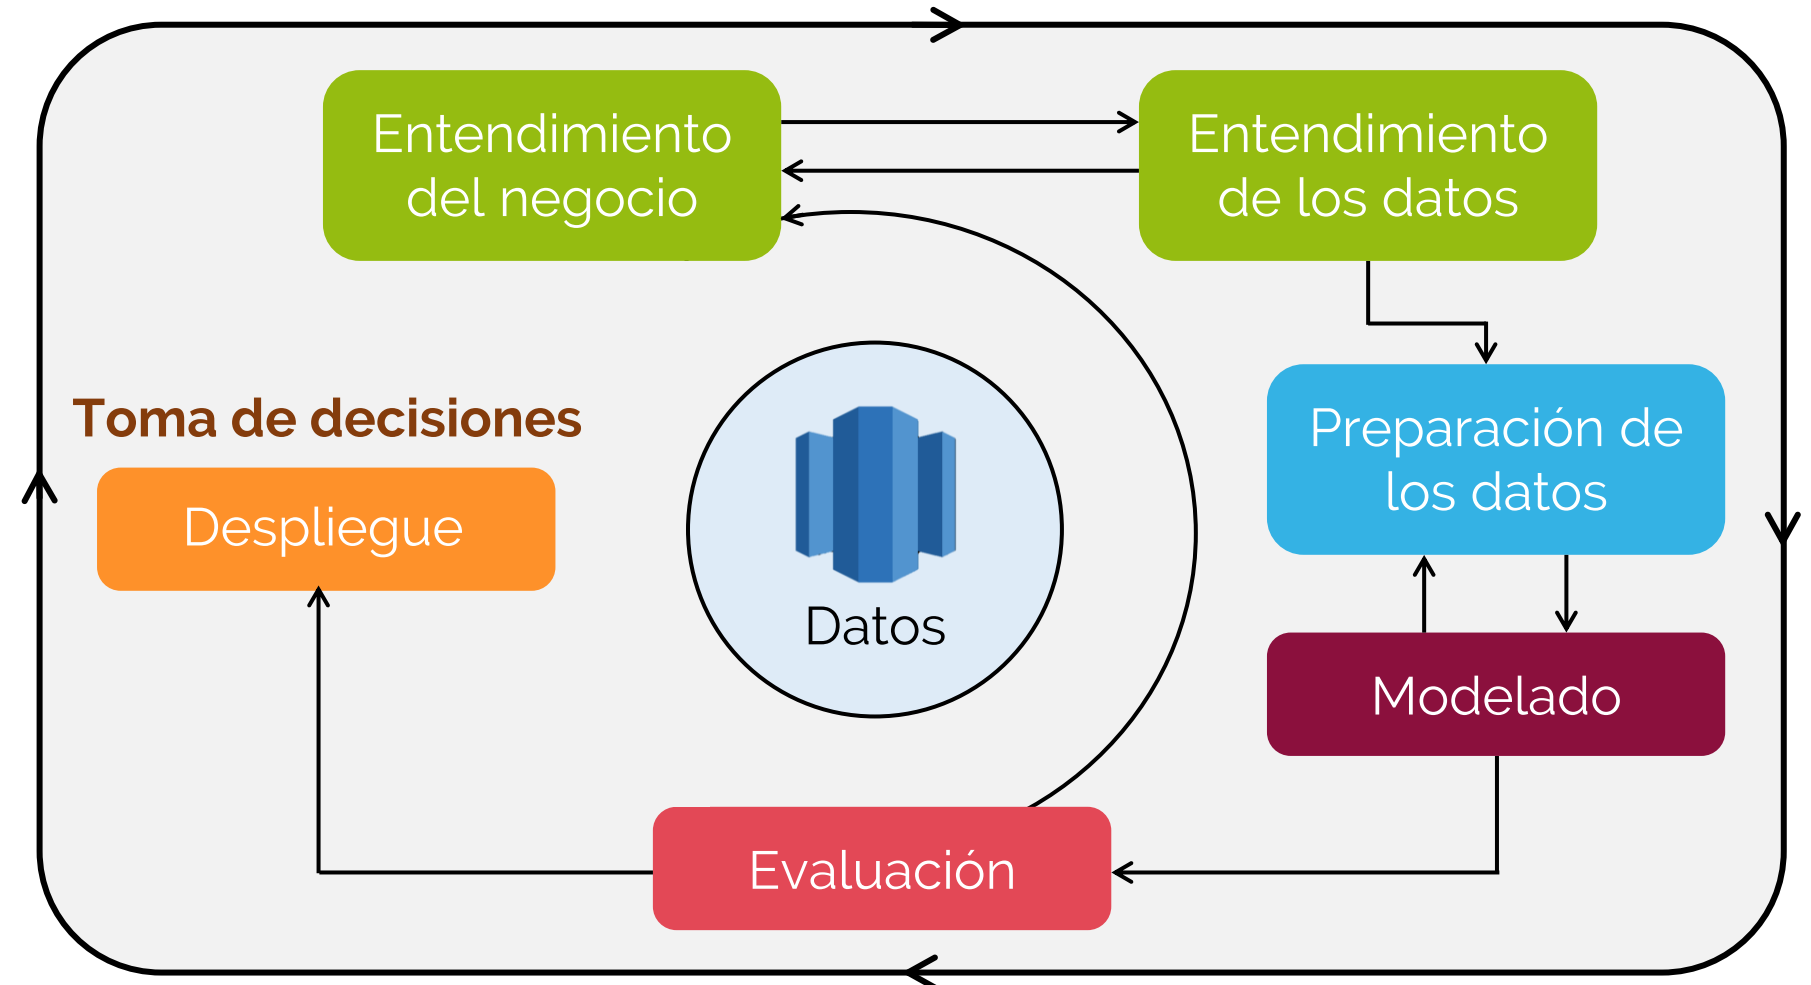 Entendimiento
del negocio
Entendimiento
de los datos
Toma de decisiones
Despliegue
Datos
Preparación de
los datos
Modelado
Evaluación